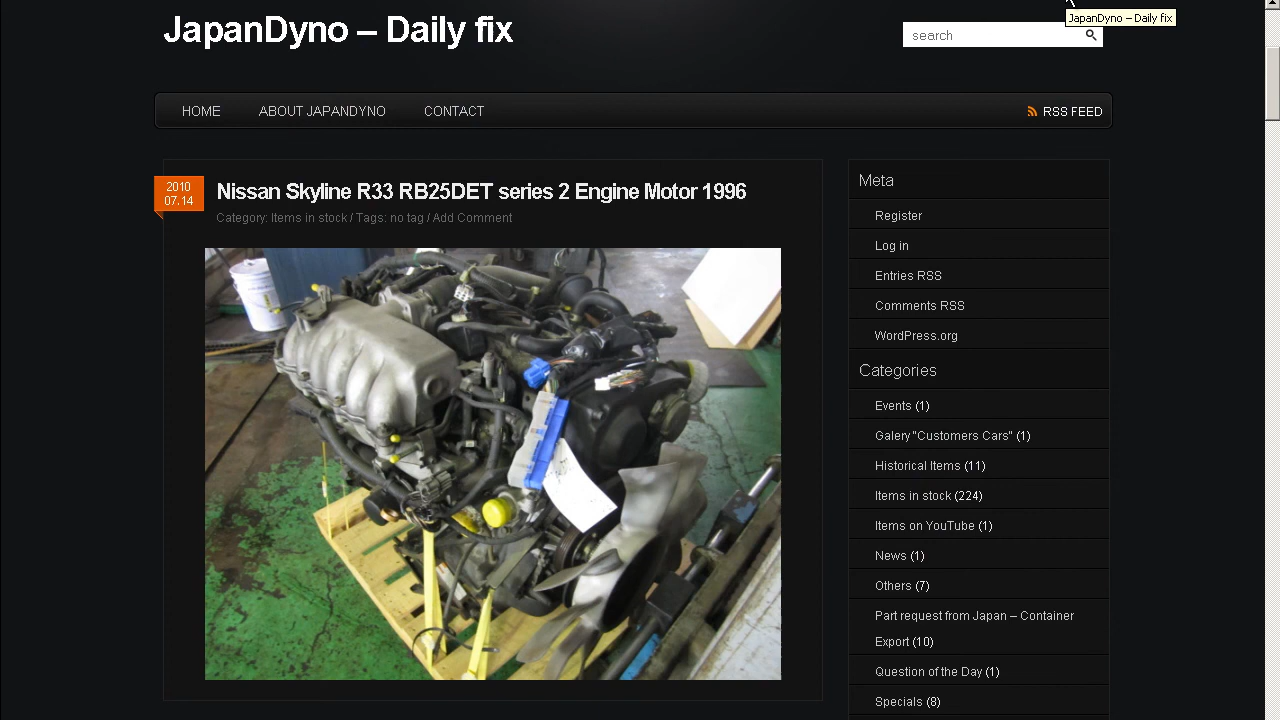 JapanDyno – Daily fix
JapanDyno – Daily fix
search
HOME
ABOUT JAPANDYNO
CONTACT
RSS FEED
2010
07.14
Nissan Skyline R33 RB25DET series 2 Engine Motor 1996
Category: Items in stock / Tags: no tag / Add Comment
Meta
Register
Log in
Entries RSS
Comments RSS
WordPress.org
Categories
Events (1)
Galery "Customers Cars" (1)
Historical Items (11)
Items in stock (224)
Items on YouTube (1)
News (1)
Others (7)
Part request from Japan – Container
Export (10)
Question of the Day (1)
Specials (8)